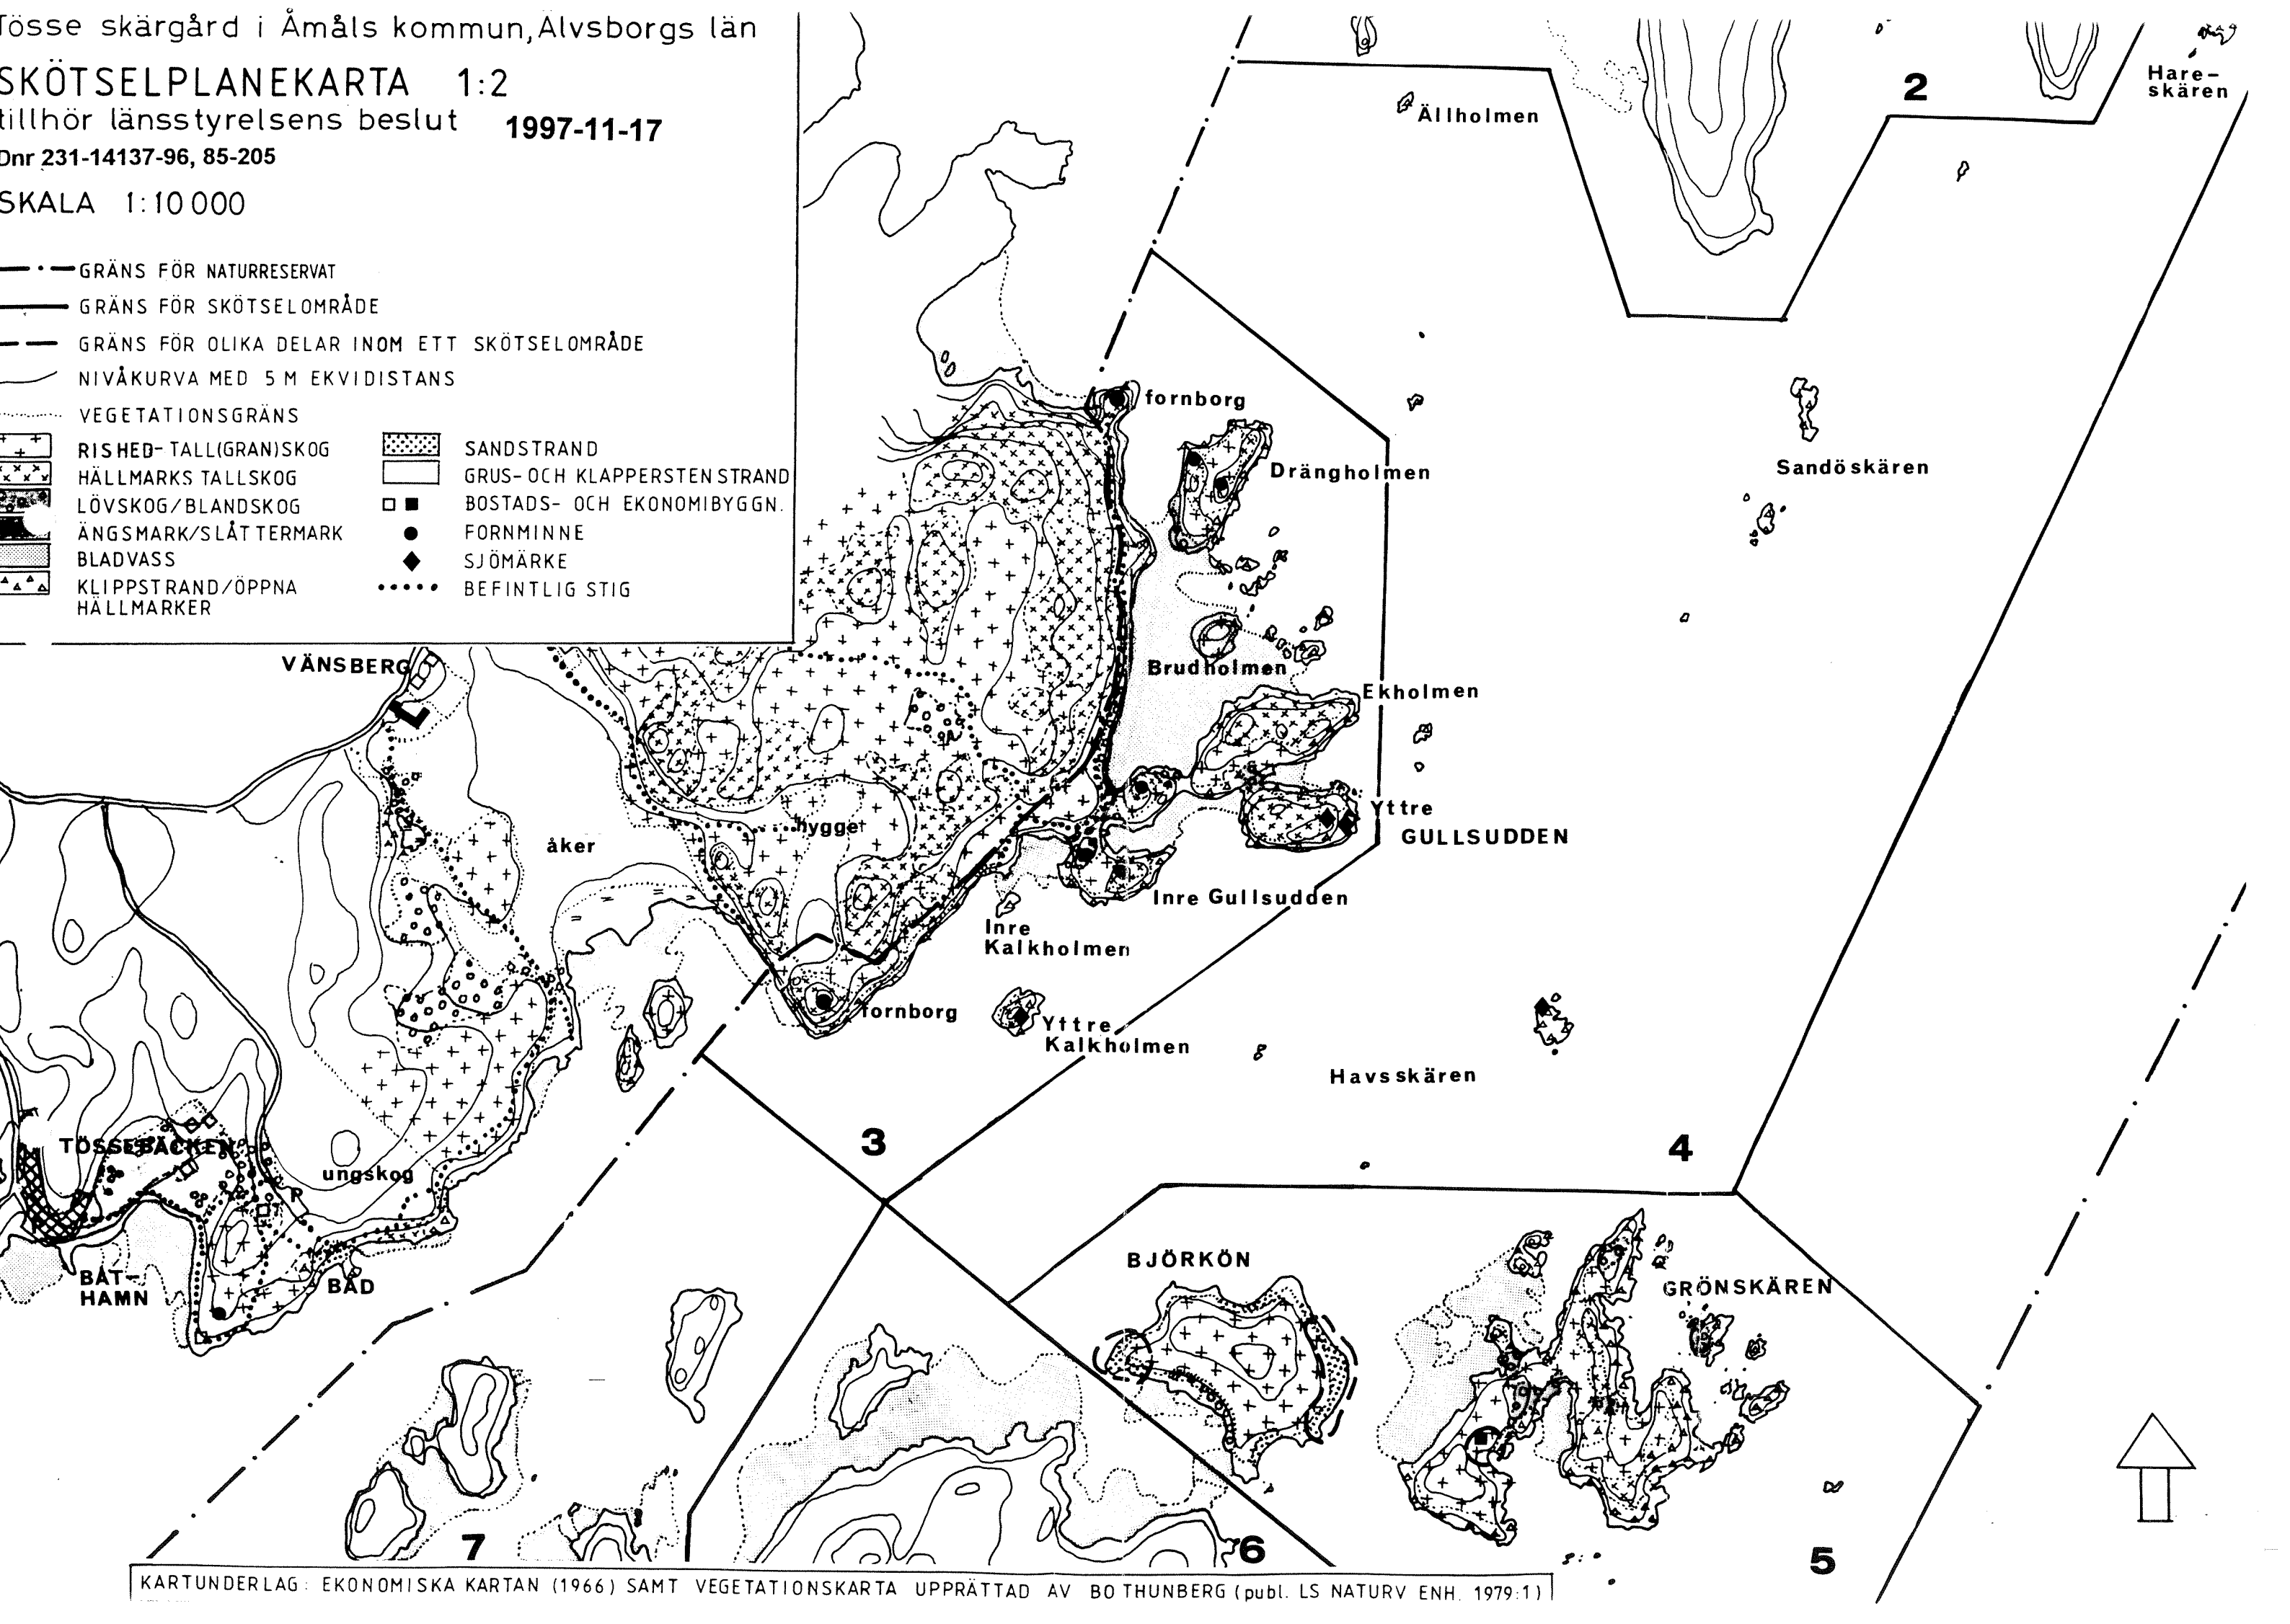 Tösse skärgård i Åmåls kommun, Älvsborgs län
SKÖTSELPLANEKARTA 1:2
tillhör länsstyrelsens beslut 1997-11-17
Dnr 231-14137-96, 85-205
SKALA 1:10 000
GRÄNS FÖR NATURRESERVAT
GRÄNS FÖR SKÖTSELOMRÅDE
GRÄNS FÖR OLIKA DELAR INOM ETT SKÖTSELOMRÅDE
NIVÅKURVA MED 5 M EKVIDISTANS
VEGETATIONSGRÄNS
RISHED-TALL(GRAN)SKOG
HÄLLMARKS TALLSKOG
LÖVSKOG/BLANDSKOG
ÄNGSMARK/SLÅTTERMARK
BLADVASS
KLIPPSTRAND/ÖPPNA
HÄLLMARKER
SANDSTRAND
GRUS- OCH KLAPPERSTENSTRAND
BOSTADS- OCH EKONOMIBYGGN.
FORNMINNE
SJÖMÄRKE
BEFINTLIG STIG
2
Hare-
skären
Ällholmen
fornborg
Drängholmen
Sandöskären
VÄNSBERG
Brudholmen
Ekholmen
Yttre
GULLSUDDEN
hygge
åker
Inre Gullsudden
Inre
Kalkholmen
fornborg
Yttre
Kalkholmen
Havsskären
3
4
TÖSSEBÄCKEN
ungskog
P
BÅT-
HAMN
BAD
BJÖRKÖN
GRÖNSKÄREN
7
6
5
KARTUNDERLAG: EKONOMISKA KARTAN (1966) SAMT VEGETATIONSKARTA UPPRÄTTAD AV BO THUNBERG (publ. LS NATURV ENH. 1979:1)